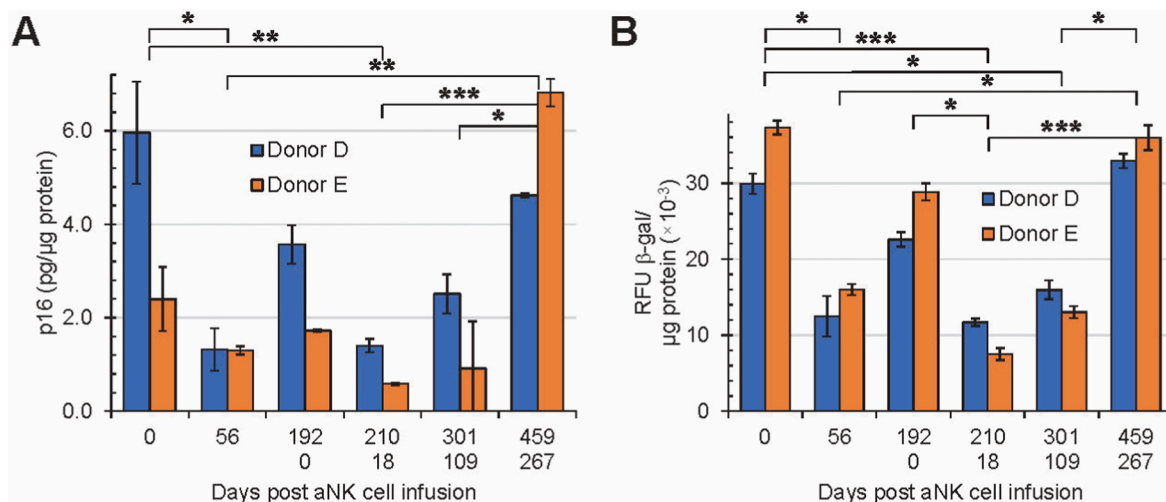 A
*
**
**
***
*
p16 (pg/µg protein)
6.0
4.0
2.0
0.0
Donor D
Donor E
0 56 192 210 301 459
0 18 109 267
Days post aNK cell infusion
B
*
*
***
*
*
*
***
RFU β-gal/
µg protein (×10-3)
30
20
10
0
Donor D
Donor E
0 56 192 210 301 459
0 18 109 267
Days post aNK cell infusion